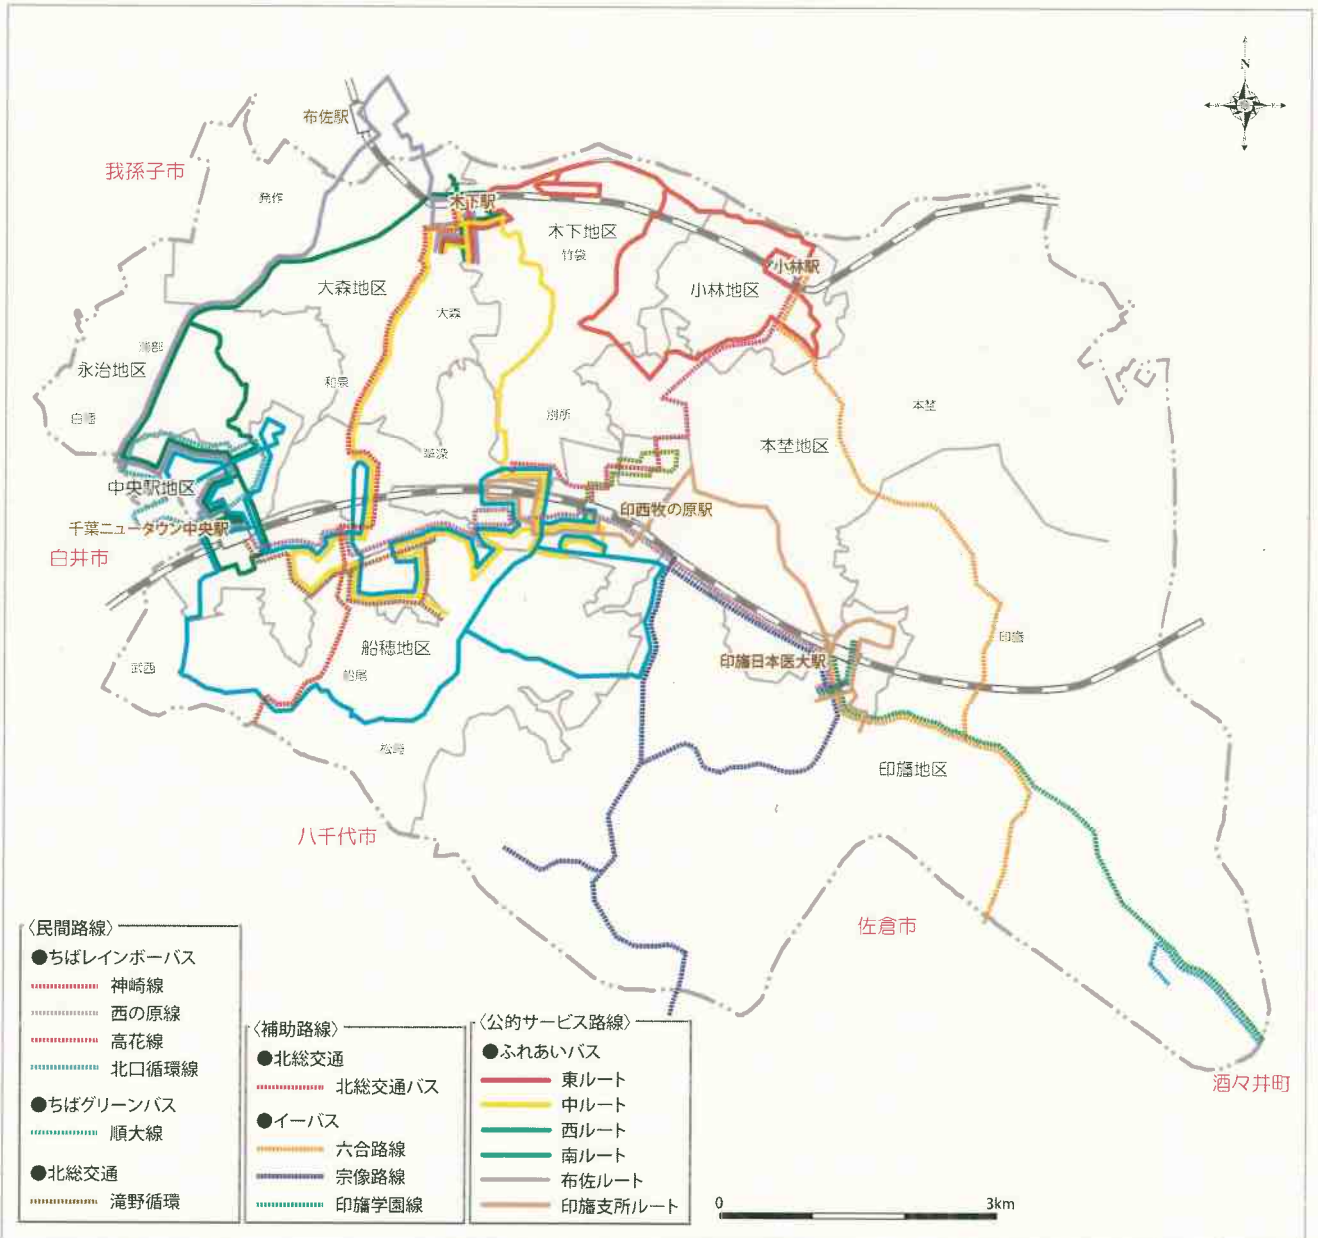 N
布佐駅
我孫子市
発作
木下駅
木下地区
竹袋
小林駅
小林地区
大森地区
大森
永治地区
和泉
白幡
別所
草深
本埜
本埜地区
中央駅地区
千葉ニュータウン中央駅
印西牧の原駅
白井市
印旛
船穂地区
印旛日本医大駅
武西
船尾
松崎
印旛地区
八千代市
佐倉市
酒々井町
〈民間路線〉
●ちばレインボーバス
神崎線
西の原線
高花線
北口循環線
●ちばグリーンバス
順大線
●北総交通
滝野循環
〈補助路線〉
●北総交通
北総交通バス
●イーバス
六合路線
宗像路線
印旛学園線
〈公的サービス路線〉
●ふれあいバス
東ルート
中ルート
西ルート
南ルート
布佐ルート
印旛支所ルート
0 3km